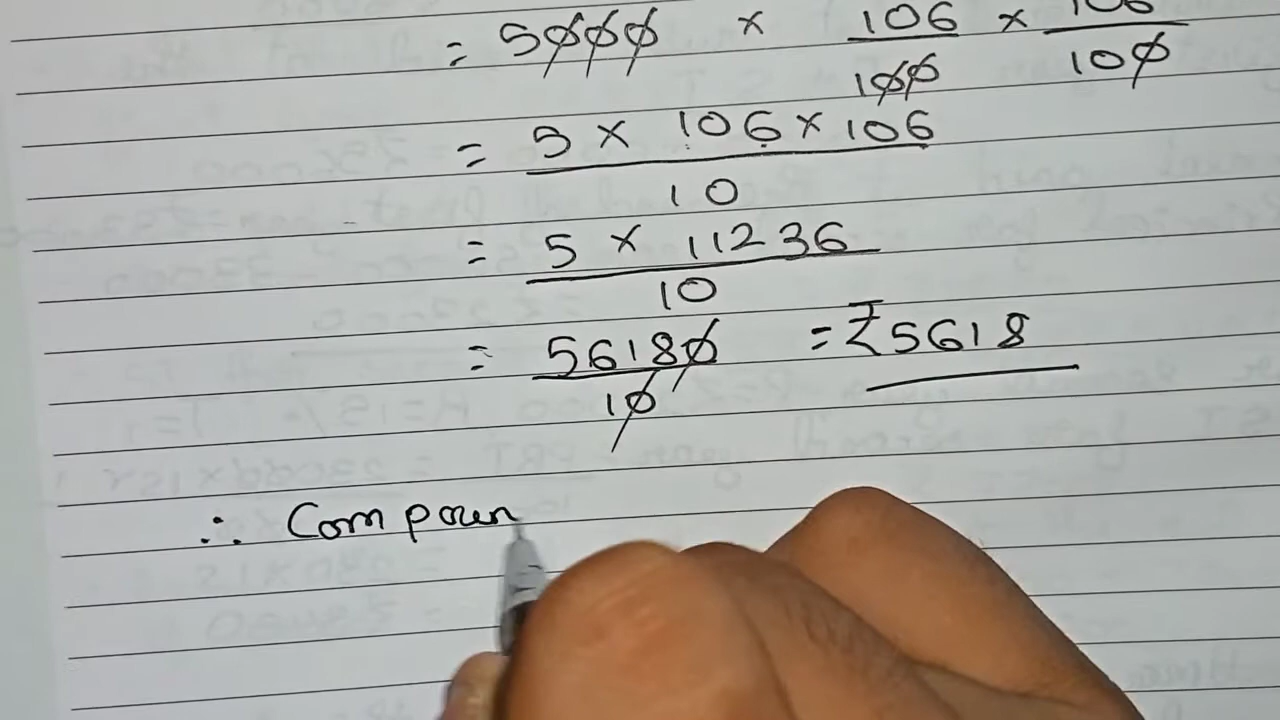 = 5000 × 106/100 × 106/100
= 5 × 106 × 106/10
= 5 × 11236/10
= 56180/10 = ₹5618
∴ Compoun